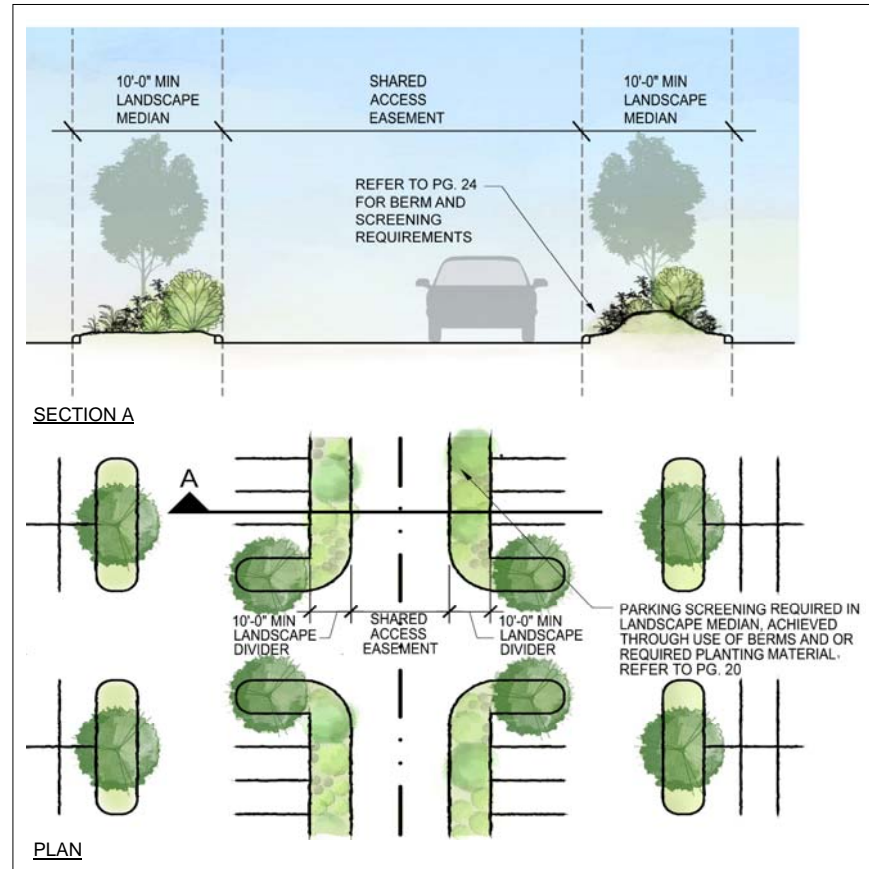 10'-0" MIN
LANDSCAPE
MEDIAN
SHARED
ACCESS
EASEMENT
10'-0" MIN
LANDSCAPE
MEDIAN
REFER TO PG. 24
FOR BERM AND
SCREENING
REQUIREMENTS
SECTION A
A
10'-0" MIN
LANDSCAPE
DIVIDER
SHARED
ACCESS
EASEMENT
10'-0" MIN
LANDSCAPE
DIVIDER
PARKING SCREENING REQUIRED IN
LANDSCAPE MEDIAN, ACHIEVED
THROUGH USE OF BERMS AND OR
REQUIRED PLANTING MATERIAL.
REFER TO PG. 20
PLAN